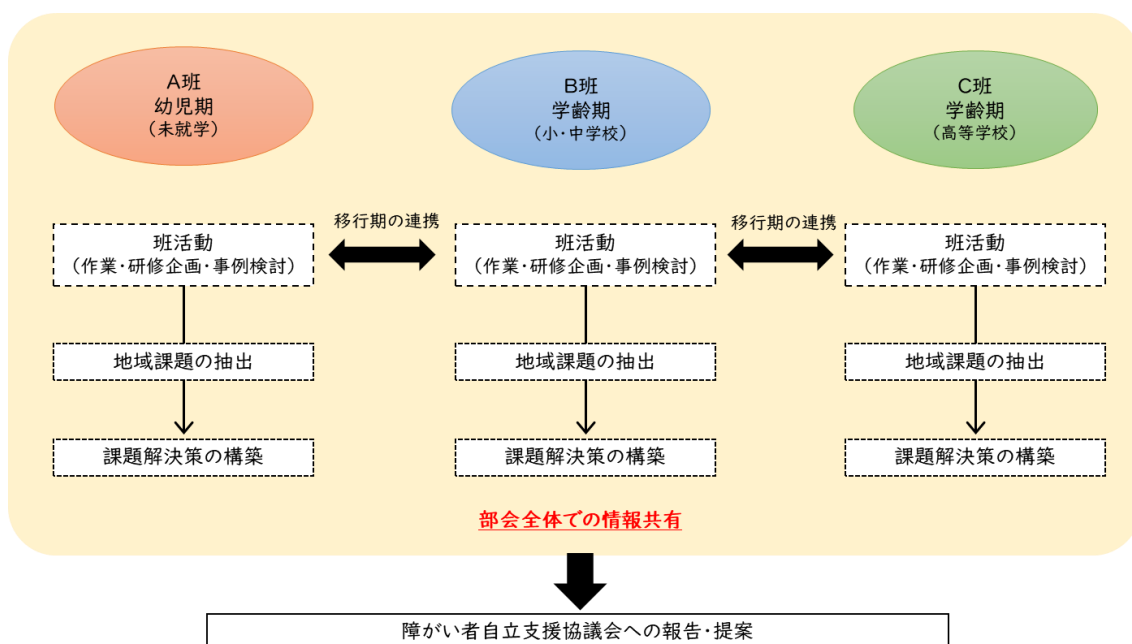 A班
幼児期
（未就学）
B班
学齢期
（小・中学校）
C班
学齢期
（高等学校）
移行期の連携
移行期の連携
班活動
（作業・研修企画・事例検討）
班活動
（作業・研修企画・事例検討）
班活動
（作業・研修企画・事例検討）
地域課題の抽出
地域課題の抽出
地域課題の抽出
課題解決策の構築
課題解決策の構築
課題解決策の構築
部会全体での情報共有
障がい者自立支援協議会への報告・提案